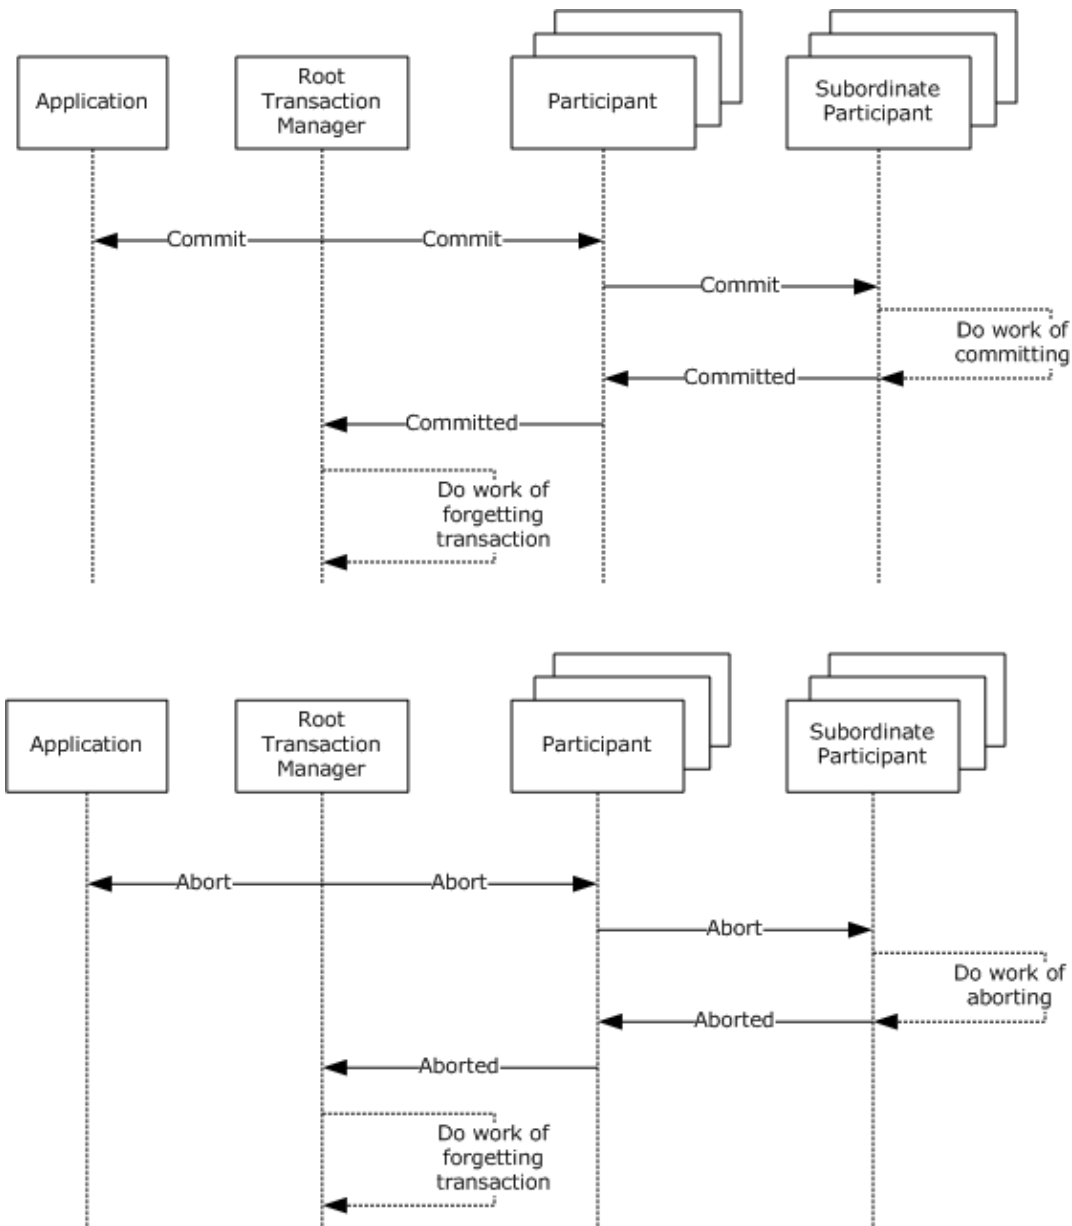 Application
Root
Transaction
Manager
Participant
Subordinate
Participant
Commit
Commit
Commit
Do work of
committing
Committed
Committed
Do work of
forgetting
transaction
Application
Root
Transaction
Manager
Participant
Subordinate
Participant
Abort
Abort
Abort
Do work of
aborting
Aborted
Aborted
Do work of
forgetting
transaction